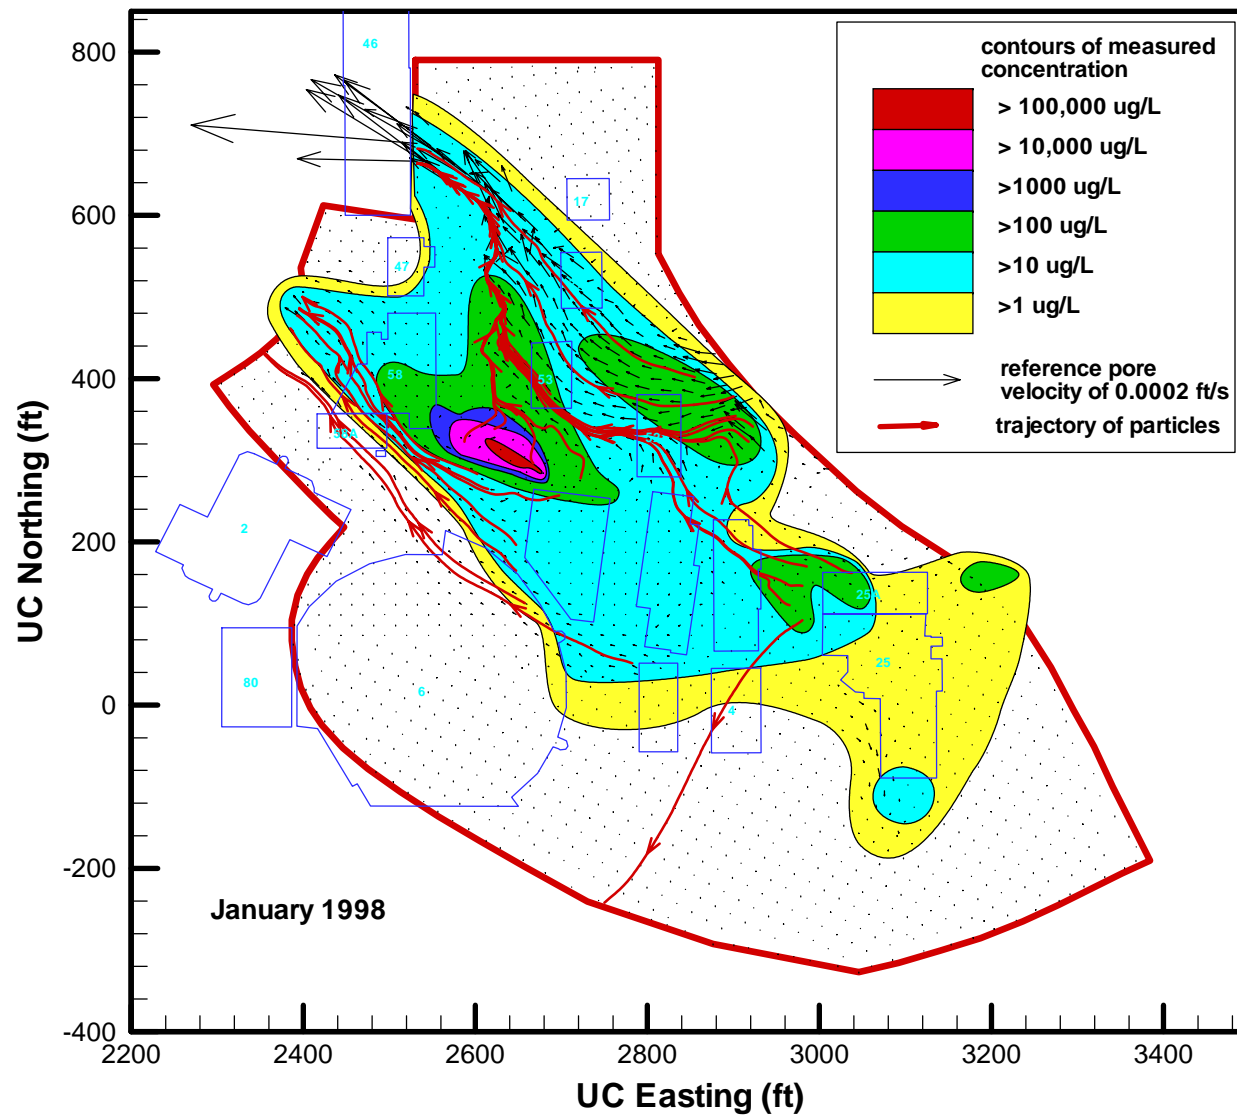 contours of measured
concentration
> 100,000 ug/L
> 10,000 ug/L
>1000 ug/L
>100 ug/L
>10 ug/L
>1 ug/L
reference pore
velocity of 0.0002 ft/s
trajectory of particles
46
17
47
58
53
2
25A
25
80
6
4
January 1998
800
600
400
200
0
-200
-400
2200
2400
2600
2800
3000
3200
3400
UC Northing (ft)
UC Easting (ft)